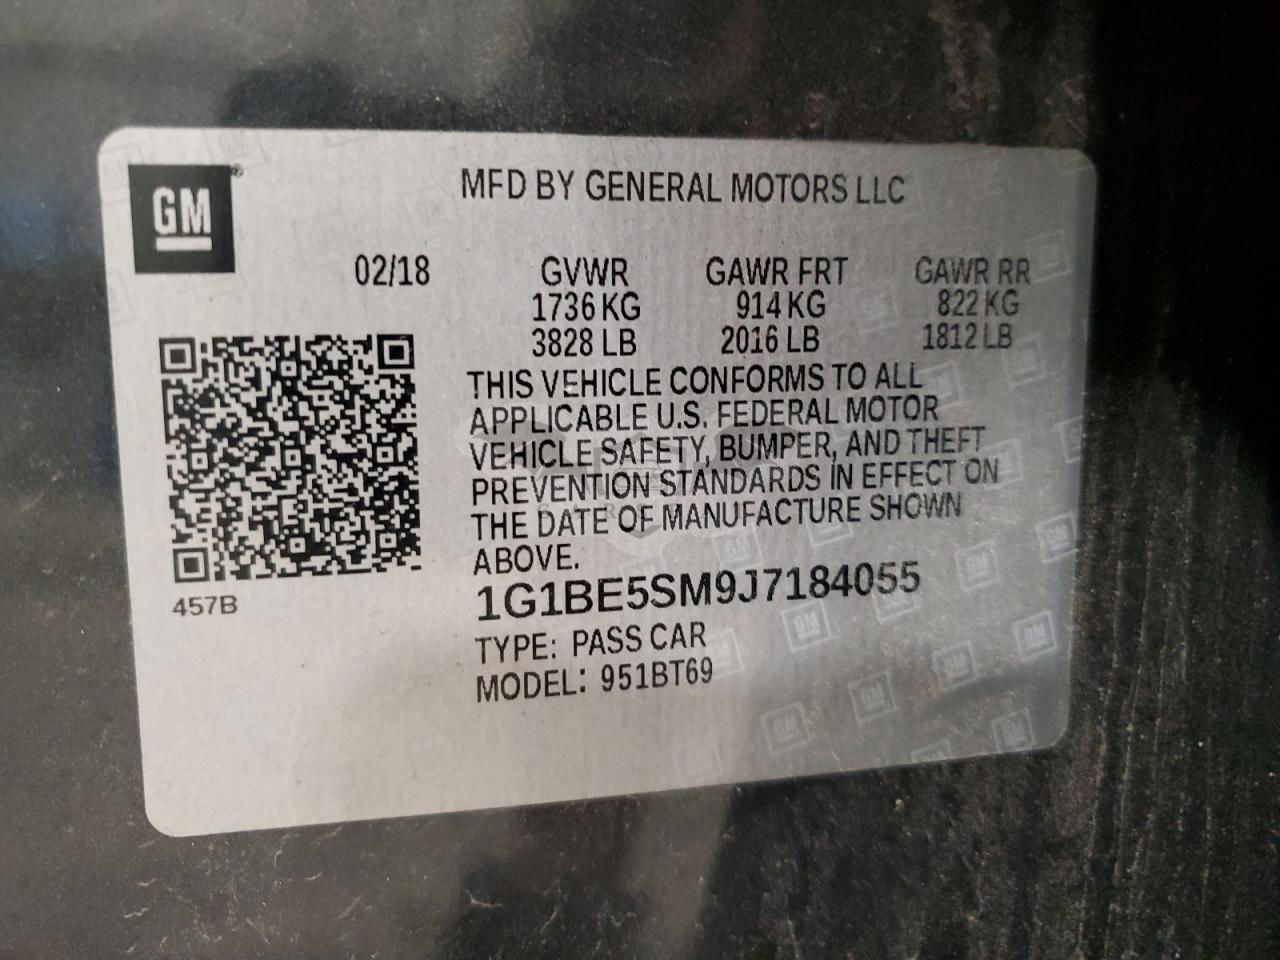 GM
MFD BY GENERAL MOTORS LLC
02/18 GVWR GAWR FRT GAWR RR
1736 KG 914 KG 822 KG
3828 LB 2016 LB 1812 LB
THIS VEHICLE CONFORMS TO ALL
APPLICABLE U.S. FEDERAL MOTOR
VEHICLE SAFETY, BUMPER, AND THEFT
PREVENTION STANDARDS IN EFFECT ON
THE DATE OF MANUFACTURE SHOWN
ABOVE.
1G1BE5SM9J7184055
457B
TYPE: PASS CAR
MODEL: 951BT69